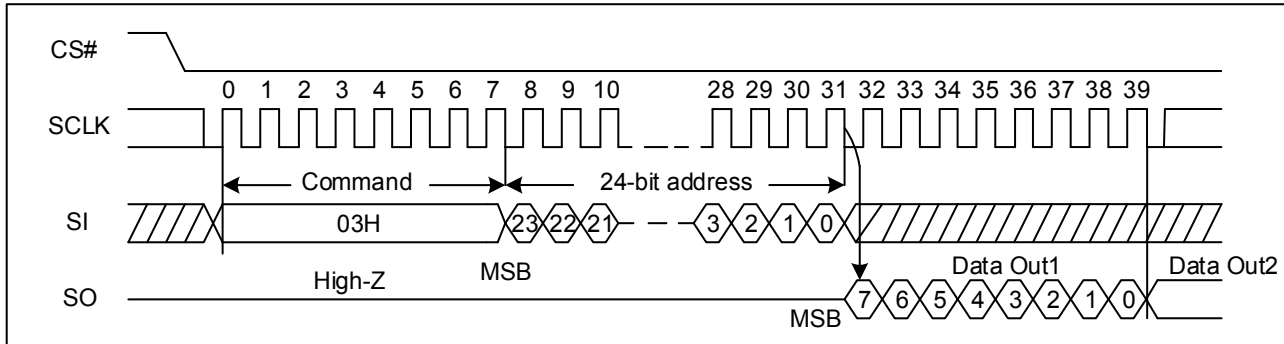 CS#
0 1 2 3 4 5 6 7 8 9 10 28 29 30 31 32 33 34 35 36 37 38 39
SCLK
Command 24-bit address
SI 03H 23 22 21 3 2 1 0
High-Z MSB Data Out1 Data Out2
SO MSB 7 6 5 4 3 2 1 0